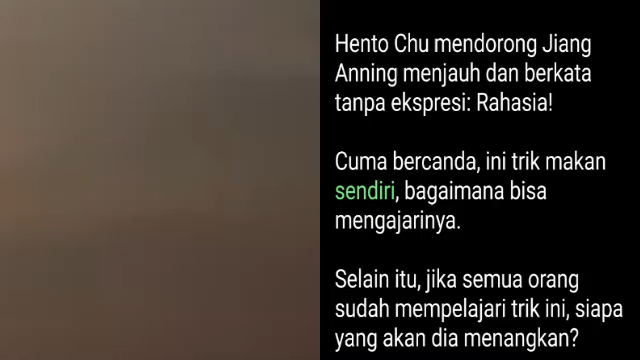 Hento Chu mendorong Jiang
Anning menjauh dan berkata
tanpa ekspresi: Rahasia!
Cuma bercanda, ini trik makan
sendiri, bagaimana bisa
mengajarinya.
Selain itu, jika semua orang
sudah mempelajari trik ini, siapa
yang akan dia menangkan?